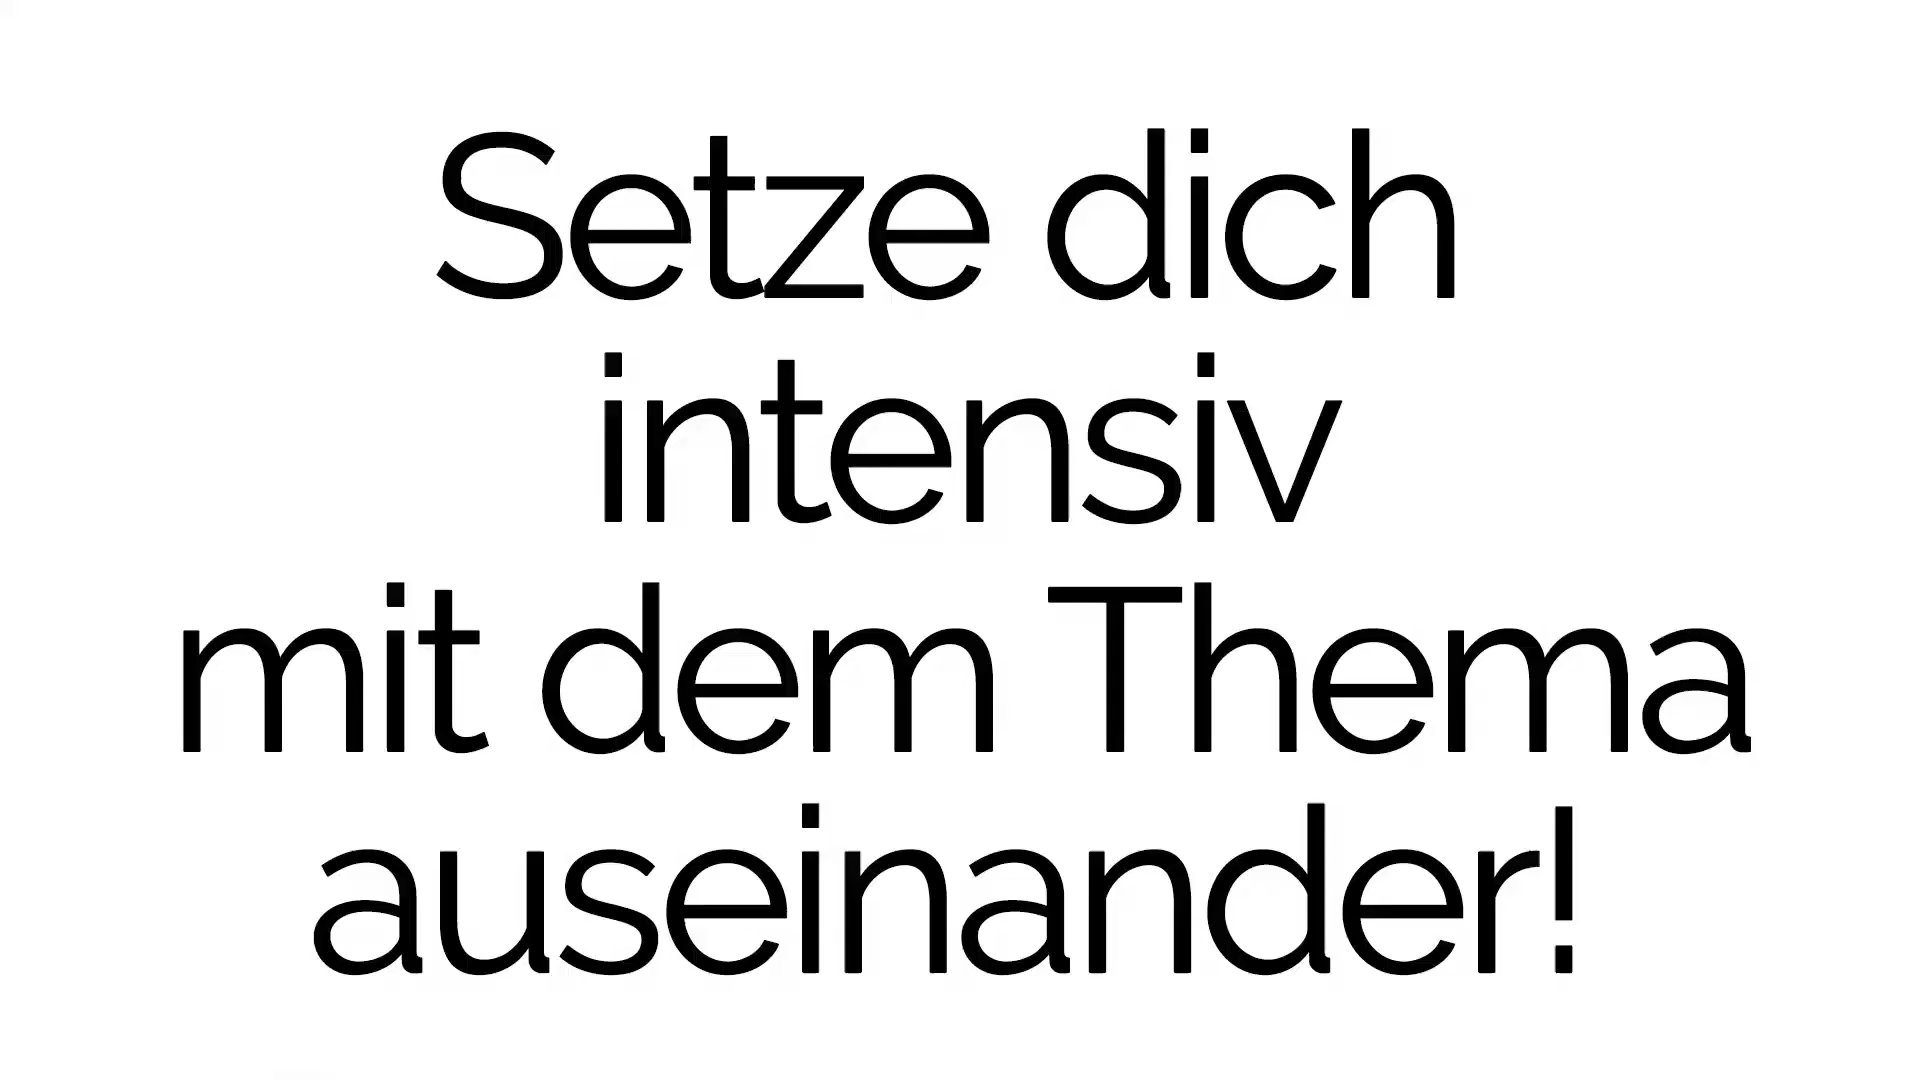 Setze dich
intensiv
mit dem Thema
auseinander!